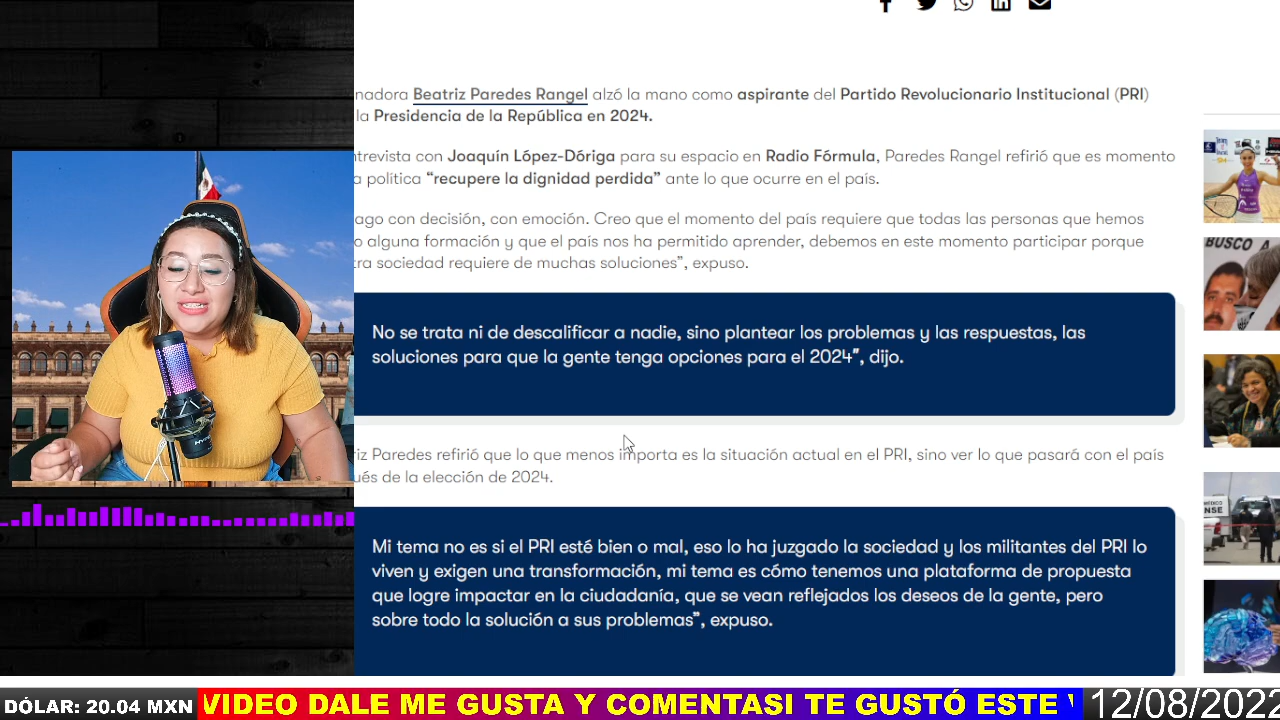 nadora Beatriz Paredes Rangel alzó la mano como aspirante del Partido Revolucionario Institucional (PRI)
la Presidencia de la República en 2024.
ntrevista con Joaquín López-Dóriga para su espacio en Radio Fórmula, Paredes Rangel refirió que es momento
a política “recupere la dignidad perdida” ante lo que ocurre en el país.
ago con decisión, con emoción. Creo que el momento del país requiere que todas las personas que hemos
o alguna formación y que el país nos ha permitido aprender, debemos en este momento participar porque
tra sociedad requiere de muchas soluciones”, expuso.
No se trata ni de descalificar a nadie, sino plantear los problemas y las respuestas, las
soluciones para que la gente tenga opciones para el 2024”, dijo.
riz Paredes refirió que lo que menos importa es la situación actual en el PRI, sino ver lo que pasará con el país
ués de la elección de 2024.
Mi tema no es si el PRI esté bien o mal, eso lo ha juzgado la sociedad y los militantes del PRI lo
viven y exigen una transformación, mi tema es cómo tenemos una plataforma de propuesta
que logre impactar en la ciudadanía, que se vean reflejados los deseos de la gente, pero
sobre todo la solución a sus problemas”, expuso.
BUSCO A
NSE
DÓLAR: 20.04 MXN
VIDEO DALE ME GUSTA Y COMENTASI TE GUSTÓ ESTE
12/08/2022